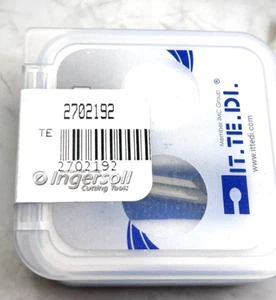 2702192
TE
2702192
Ingersoll
Cutting Tools
Member IMC Group
IT.TE.DI.®
www.ittedi.com